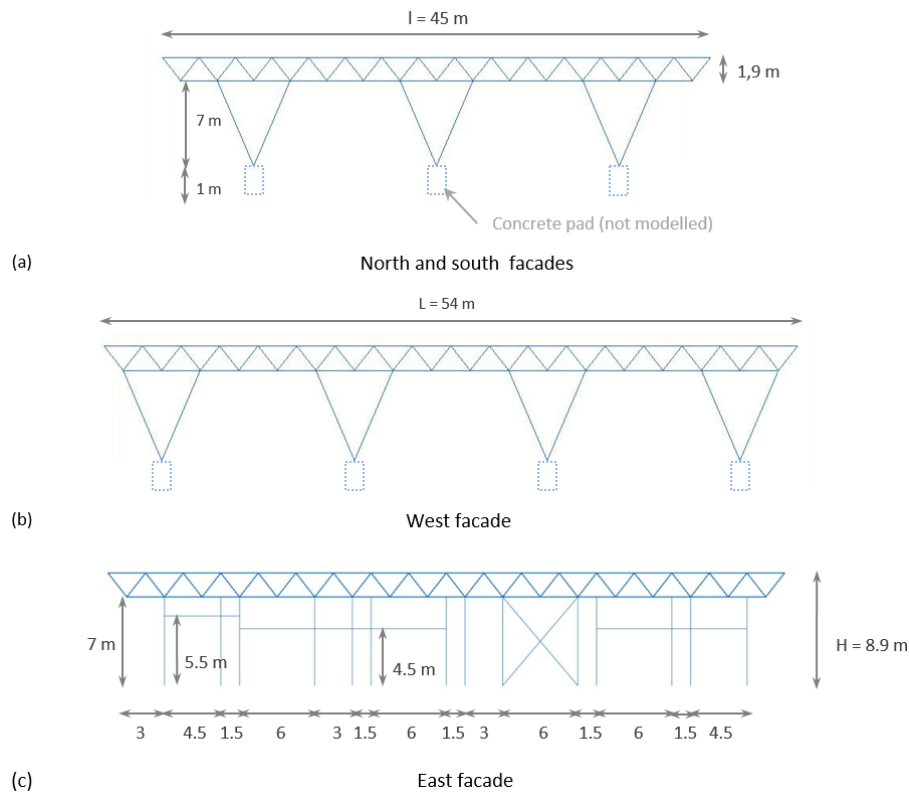 l = 45 m
1,9 m
7 m
1 m
Concrete pad (not modelled)
(a)
North and south facades
L = 54 m
(b)
West facade
7 m
5.5 m
4.5 m
H = 8.9 m
3 4.5 1.5 6 3 1.5 6 1.5 3 6 1.5 6 1.5 4.5
(c)
East facade